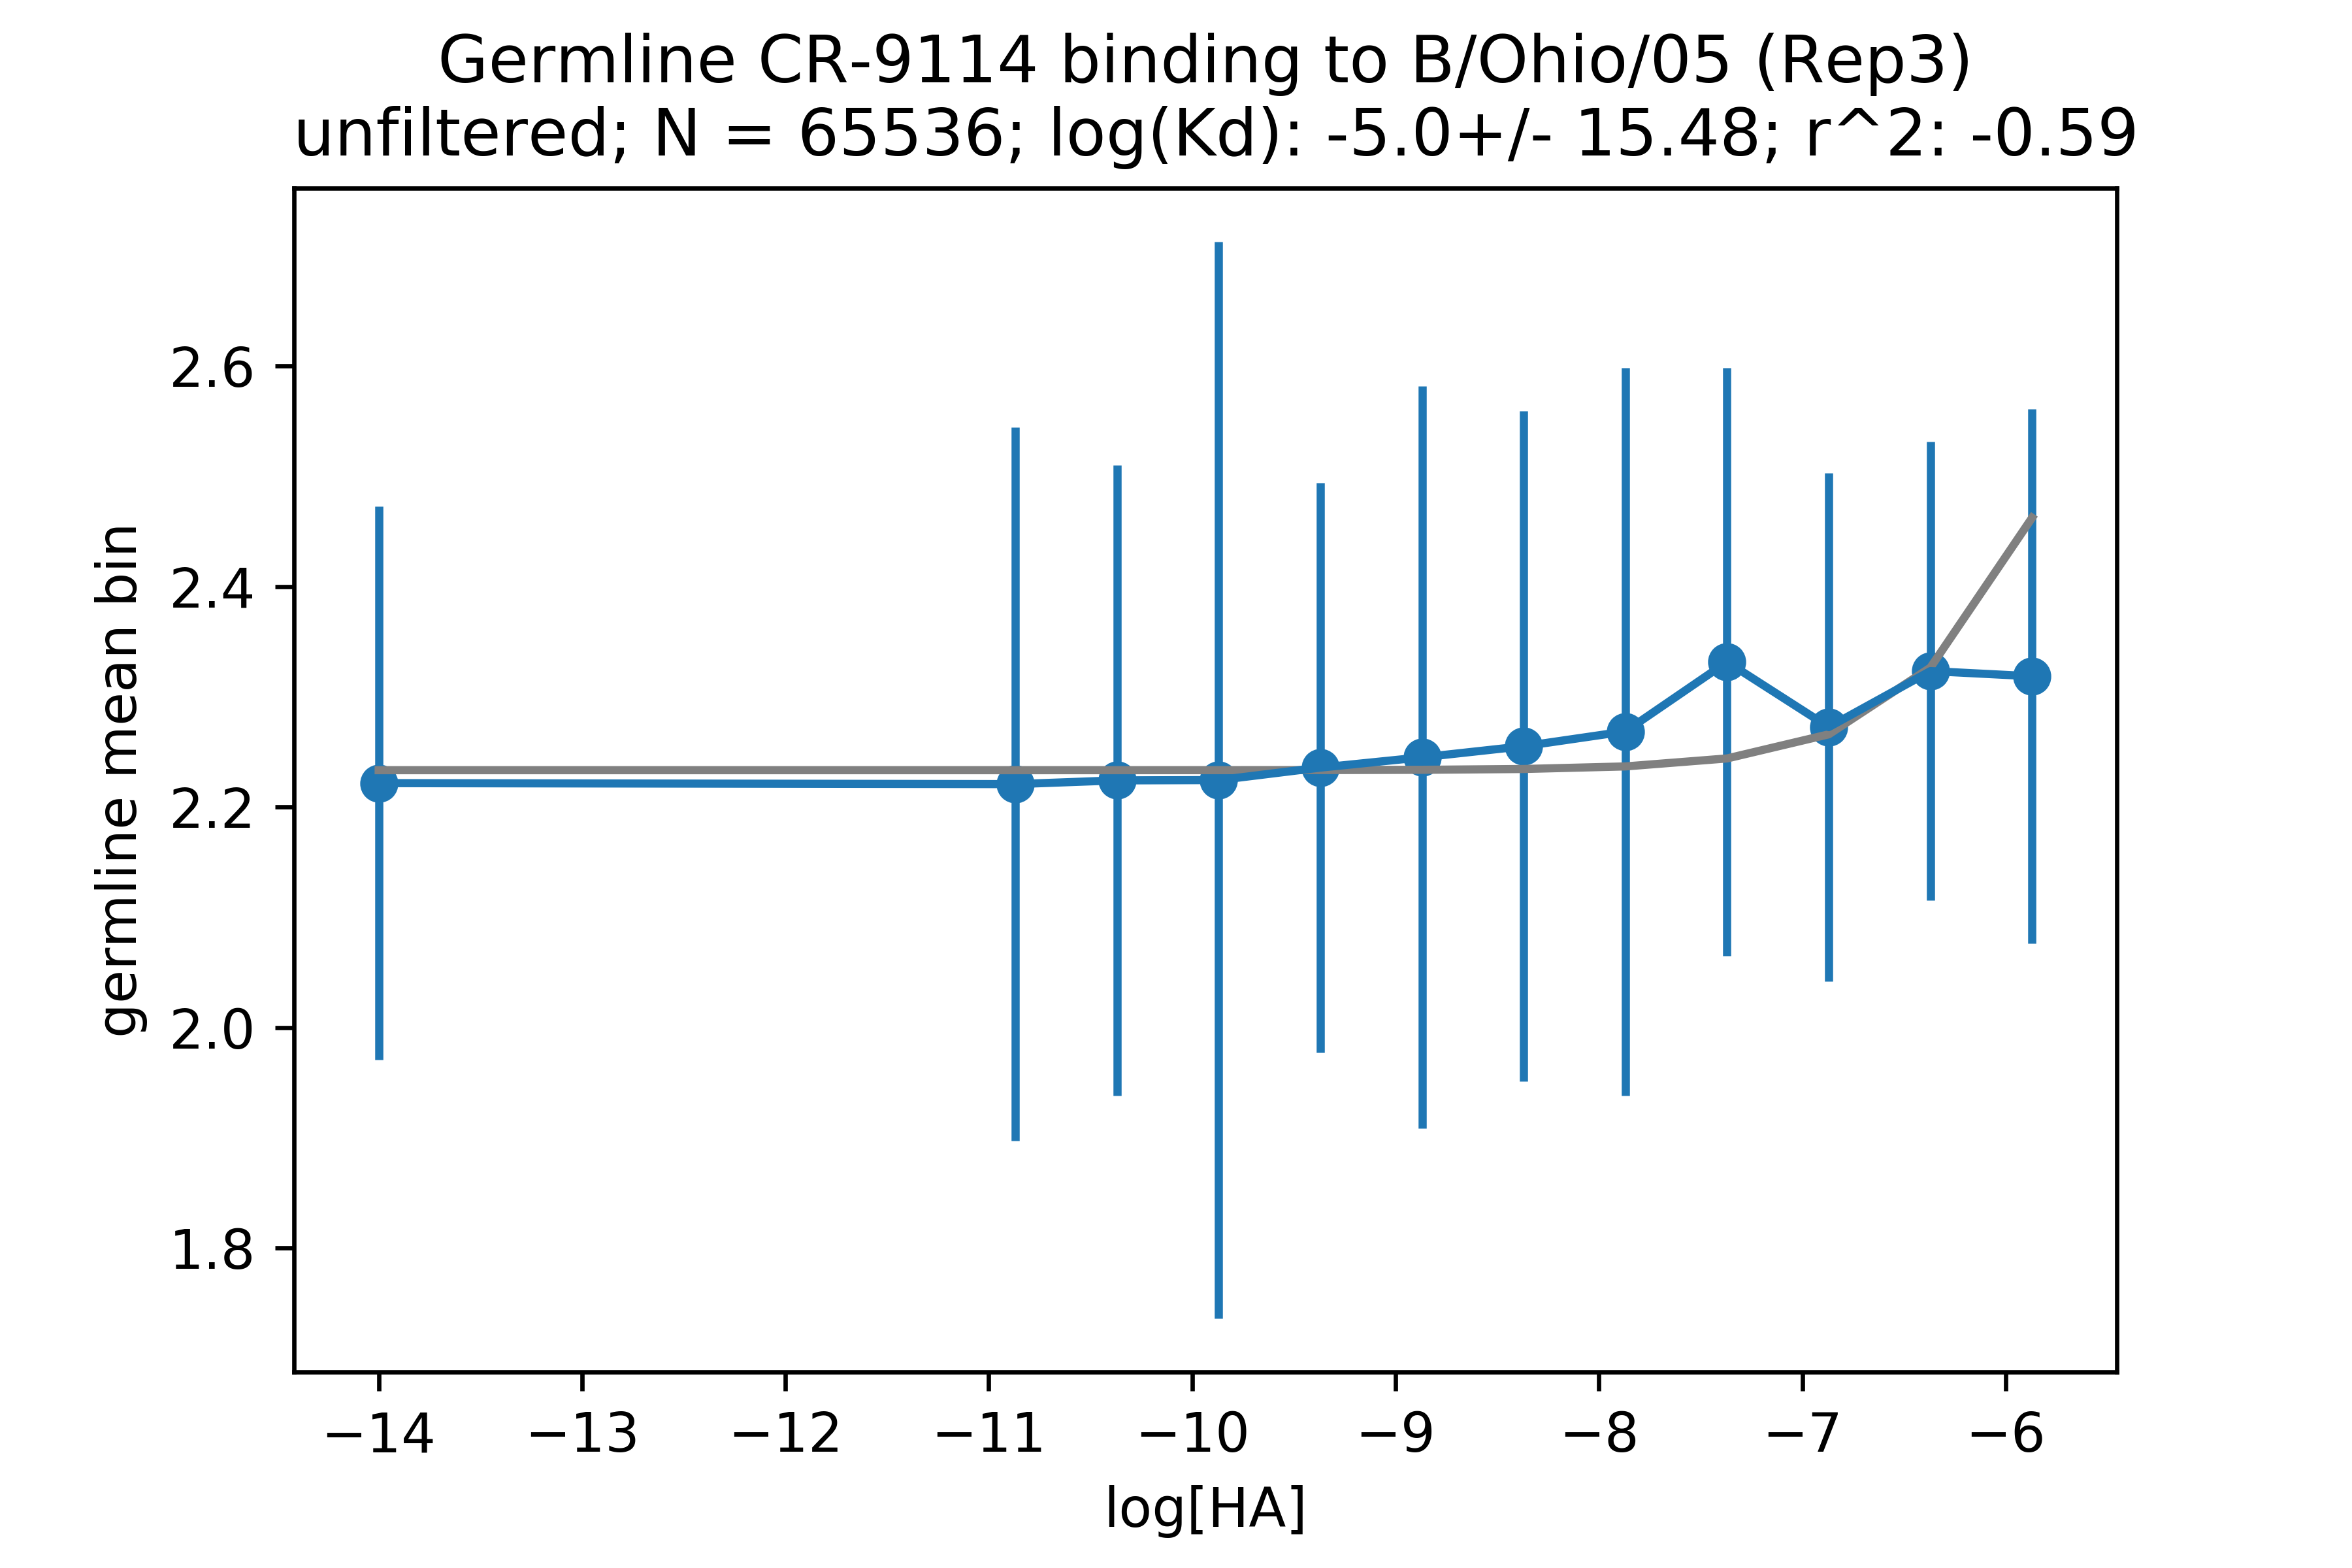 Germline CR-9114 binding to B/Ohio/05 (Rep3)
unfiltered; N = 65536; log(Kd): -5.0+/- 15.48; r^2: -0.59
germline mean bin
2.6
2.4
2.2
2.0
1.8
−14 −13 −12 −11 −10 −9 −8 −7 −6
log[HA]